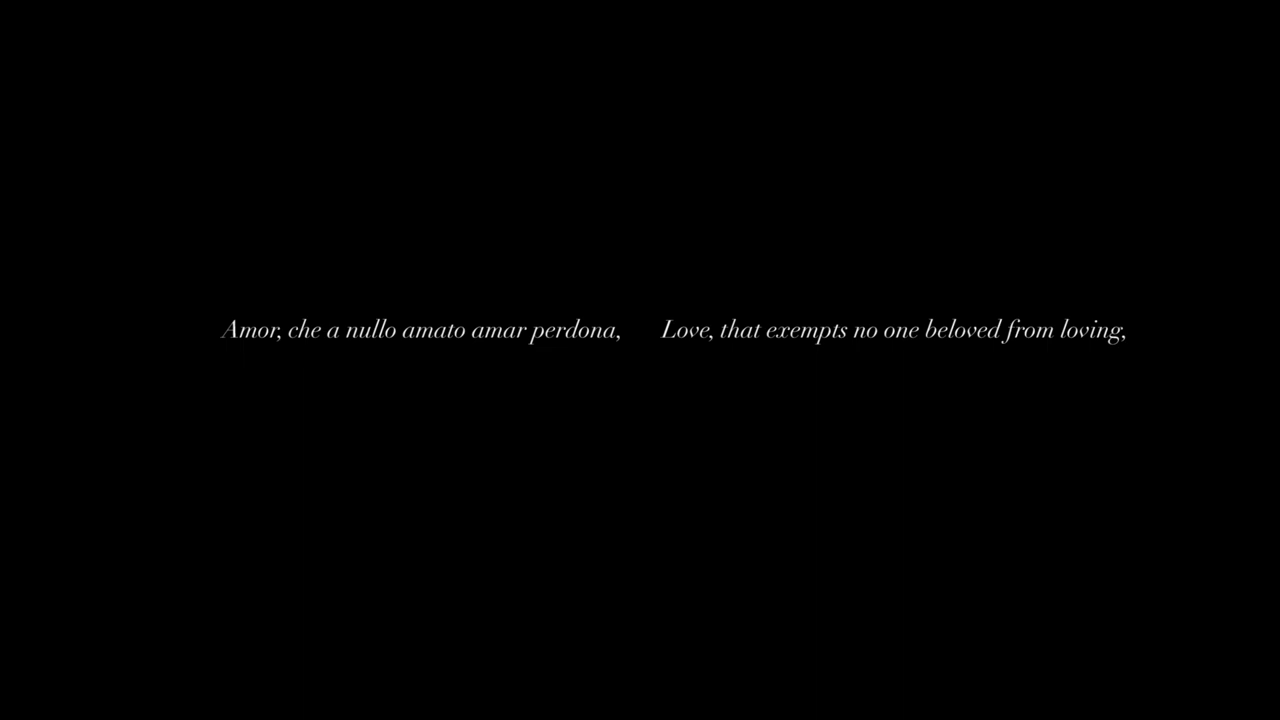 Amor, che a nullo amato amar perdona,
Love, that exempts no one beloved from loving,